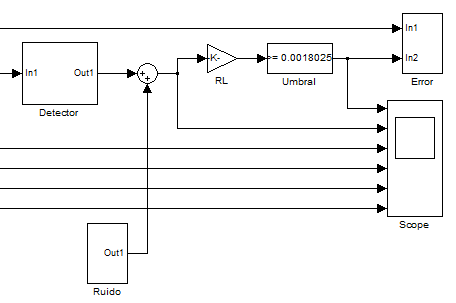 In1
In2
Error
In1
Out1
Detector
+
+
K-
RL
>= 0.0018025
Umbral
Scope
Out1
Ruido